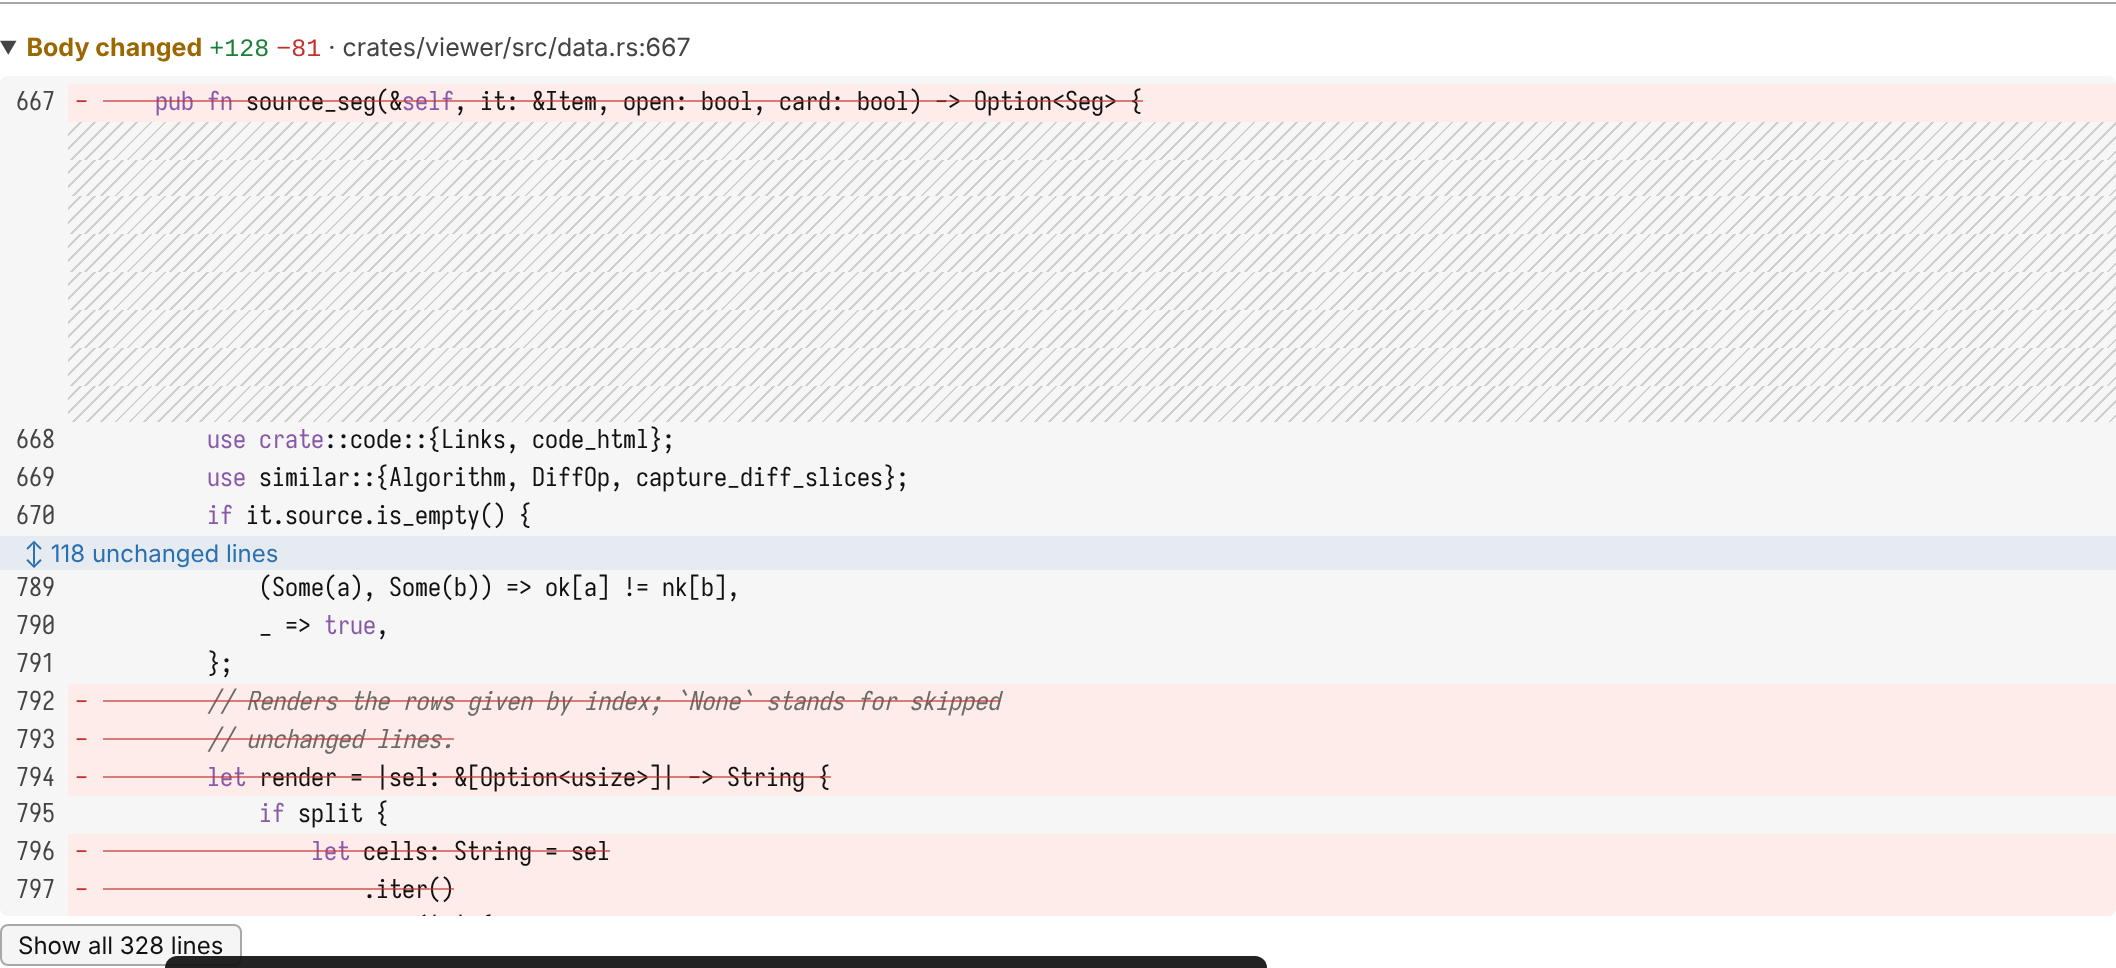 ▼ Body changed +128 −81 · crates/viewer/src/data.rs:667
667 - pub fn source_seg(&self, it: &Item, open: bool, card: bool) -> Option<Seg> {
668 use crate::code::{Links, code_html};
669 use similar::{Algorithm, DiffOp, capture_diff_slices};
670 if it.source.is_empty() {
↕ 118 unchanged lines
789 (Some(a), Some(b)) => ok[a] != nk[b],
790 _ => true,
791 };
792 - // Renders the rows given by index; `None` stands for skipped
793 - // unchanged lines.
794 - let render = |sel: &[Option<usize>]| -> String {
795 if split {
796 - let cells: String = sel
797 - .iter()
Show all 328 lines